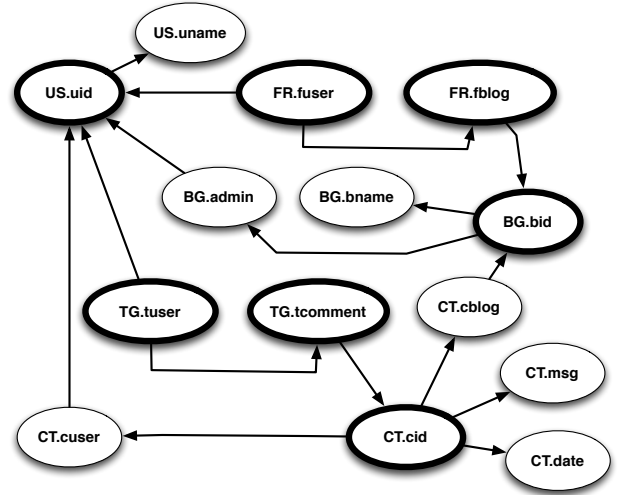 US.uname
US.uid
FR.fuser
FR.fblog
BG.admin
BG.bname
BG.bid
TG.tuser
TG.tcomment
CT.cblog
CT.msg
CT.cuser
CT.cid
CT.date